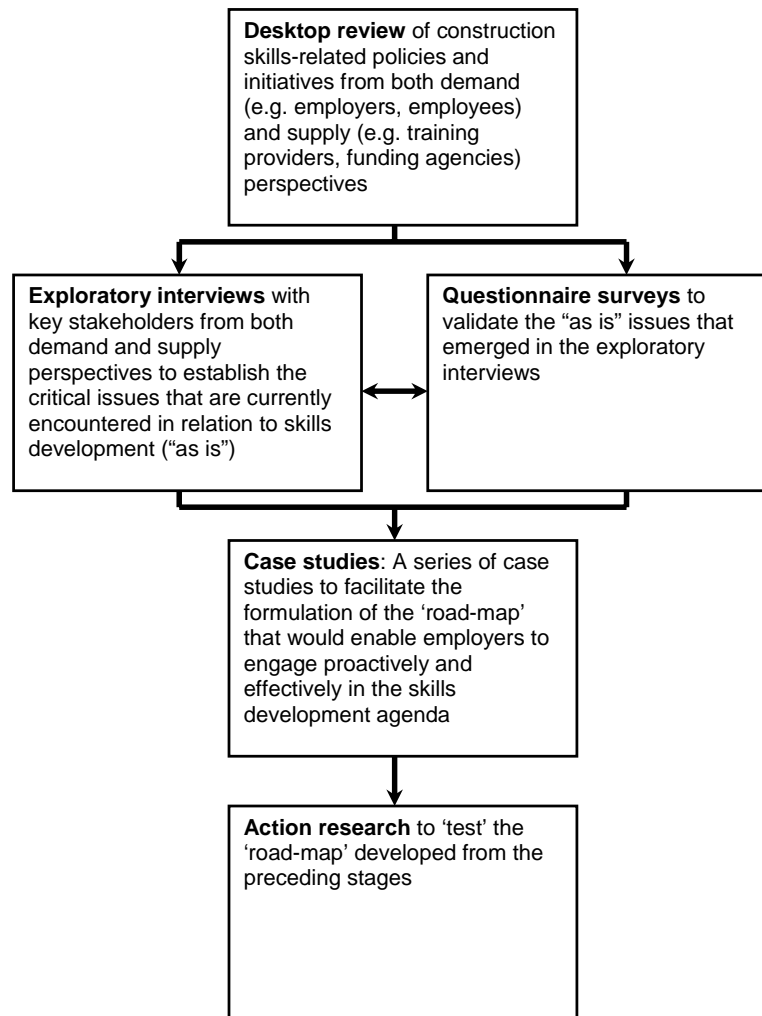 Desktop review of construction
skills-related policies and
initiatives from both demand
(e.g. employers, employees)
and supply (e.g. training
providers, funding agencies)
perspectives
Exploratory interviews with
key stakeholders from both
demand and supply
perspectives to establish the
critical issues that are currently
encountered in relation to skills
development (“as is”)
Questionnaire surveys to
validate the “as is” issues that
emerged in the exploratory
interviews
Case studies: A series of case
studies to facilitate the
formulation of the ‘road-map’
that would enable employers to
engage proactively and
effectively in the skills
development agenda
Action research to ‘test’ the
‘road-map’ developed from the
preceding stages